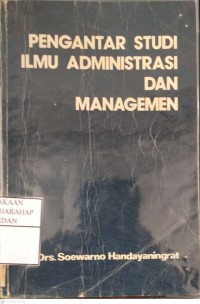 PENGANTAR STUDI
ILMU ADMINISTRASI
DAN
MANAGEMEN
AKAAN
HARAHAP
EDAN
Drs. Soewarno Handayaningrat